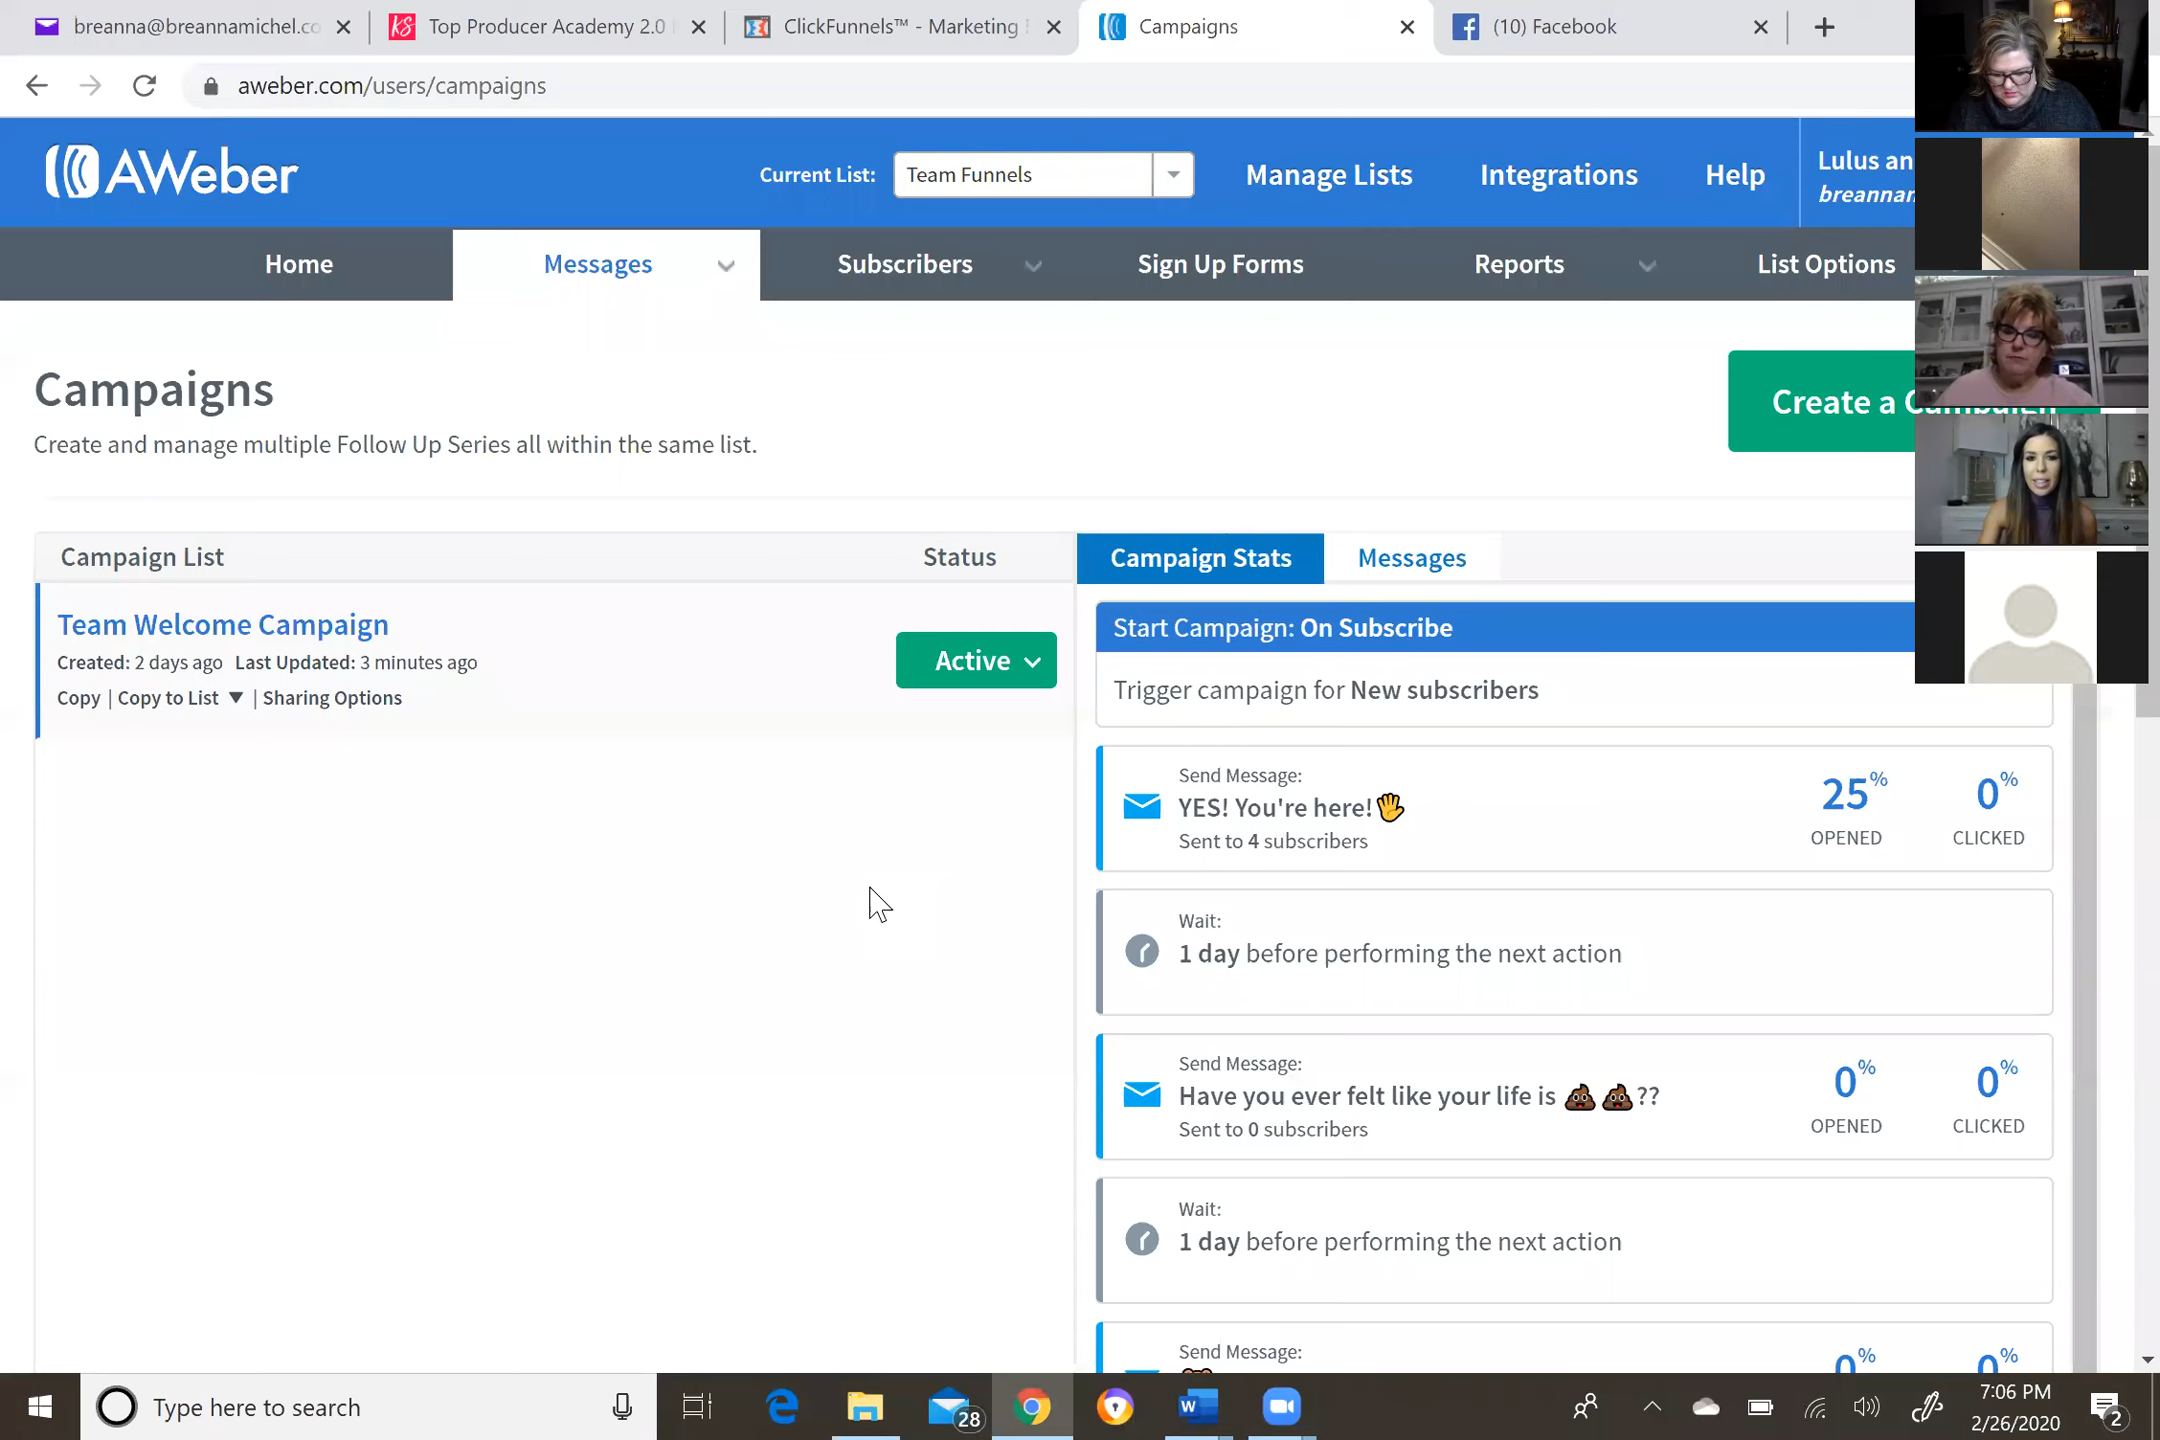 breanna@breannamichel.co
Top Producer Academy 2.0
ClickFunnels™ - Marketing
Campaigns
(10) Facebook
aweber.com/users/campaigns
AWeber
Current List:
Team Funnels
Manage Lists
Integrations
Help
Lulus an
breannan
Home
Messages
Subscribers
Sign Up Forms
Reports
List Options
Campaigns
Create and manage multiple Follow Up Series all within the same list.
Create a Campaign
Campaign List
Status
Campaign Stats
Messages
Team Welcome Campaign
Created: 2 days ago Last Updated: 3 minutes ago
Copy | Copy to List ▼ | Sharing Options
Active
Start Campaign: On Subscribe
Trigger campaign for New subscribers
Send Message:
YES! You're here!🖐
Sent to 4 subscribers
25%
OPENED
0%
CLICKED
Wait:
1 day before performing the next action
Send Message:
Have you ever felt like your life is 💩 💩??
Sent to 0 subscribers
0%
OPENED
0%
CLICKED
Wait:
1 day before performing the next action
Send Message:
0%
0%
Type here to search
28
7:06 PM
2/26/2020
2